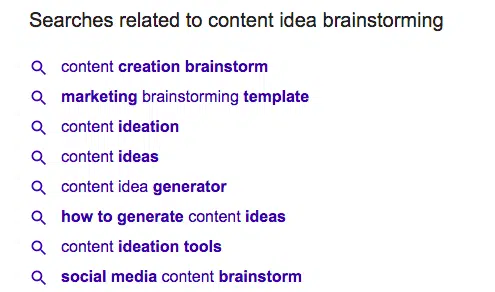 Searches related to content idea brainstorming
content creation brainstorm
marketing brainstorming template
content ideation
content ideas
content idea generator
how to generate content ideas
content ideation tools
social media content brainstorm